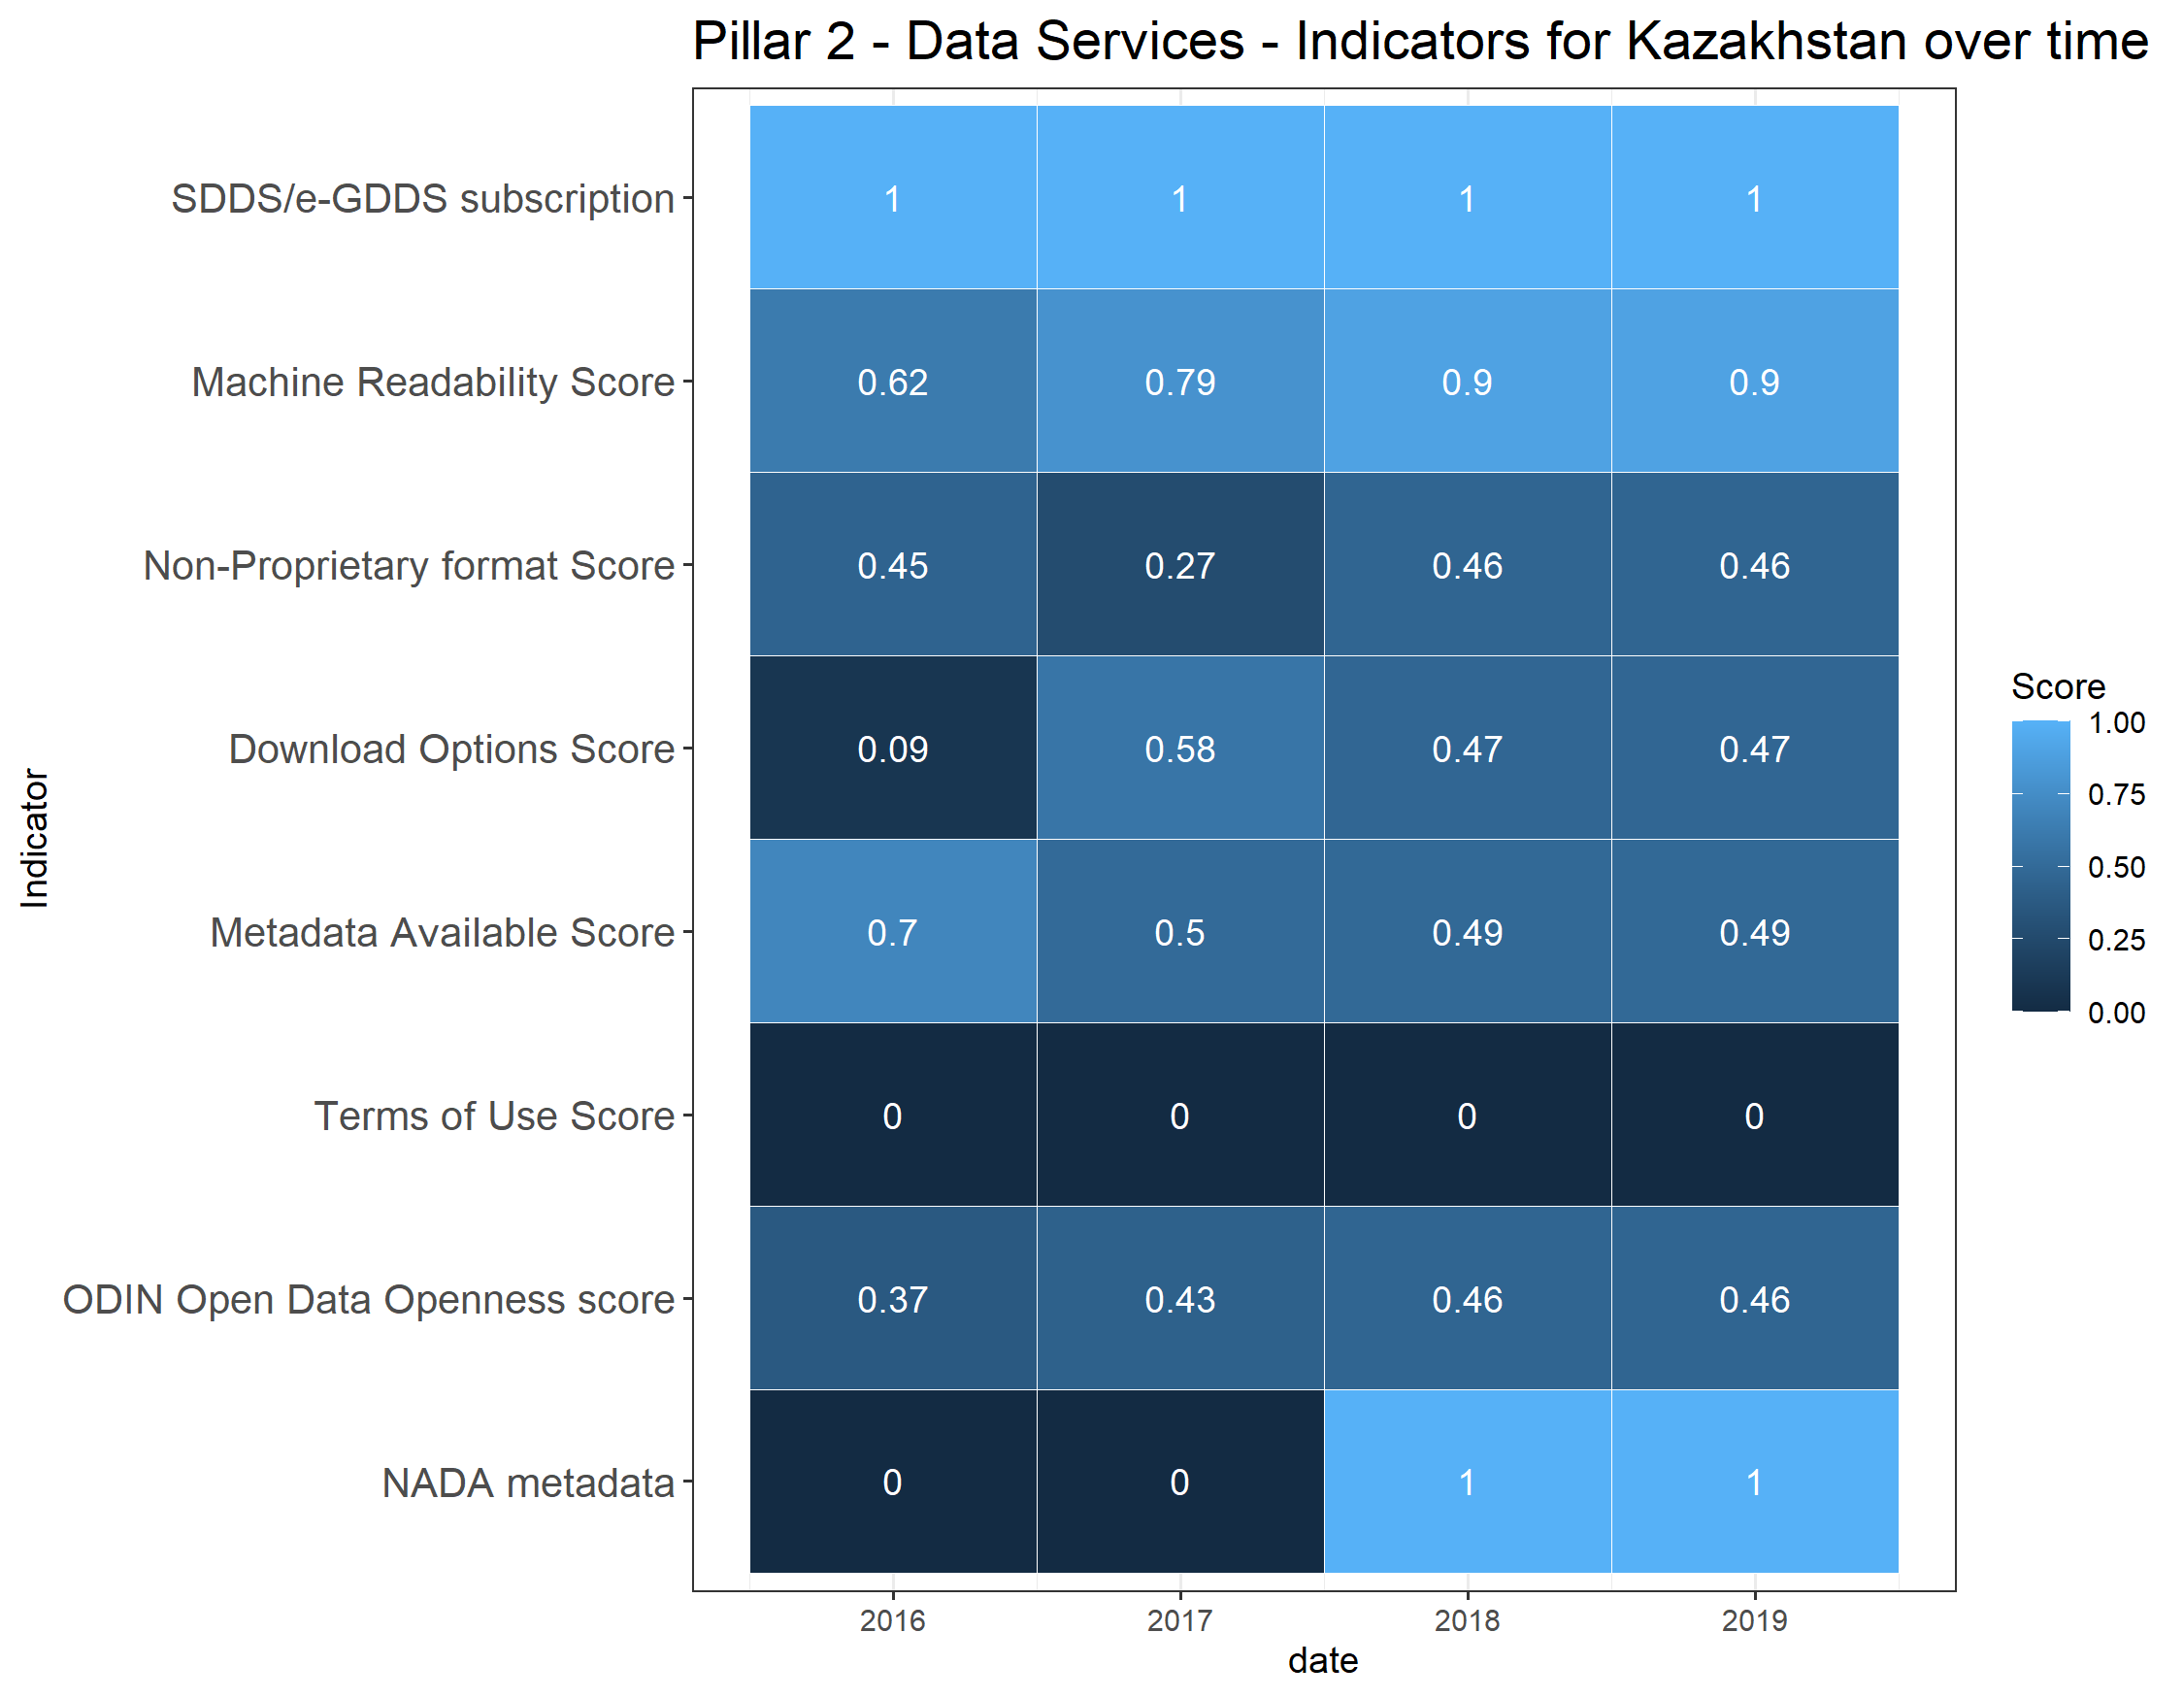 Pillar 2 - Data Services - Indicators for Kazakhstan over time
SDDS/e-GDDS subscription 1 1 1 1
Machine Readability Score 0.62 0.79 0.9 0.9
Non-Proprietary format Score 0.45 0.27 0.46 0.46
Download Options Score 0.09 0.58 0.47 0.47
Metadata Available Score 0.7 0.5 0.49 0.49
Terms of Use Score 0 0 0 0
ODIN Open Data Openness score 0.37 0.43 0.46 0.46
NADA metadata 0 0 1 1
2016 2017 2018 2019
date
Indicator
Score
1.00
0.75
0.50
0.25
0.00